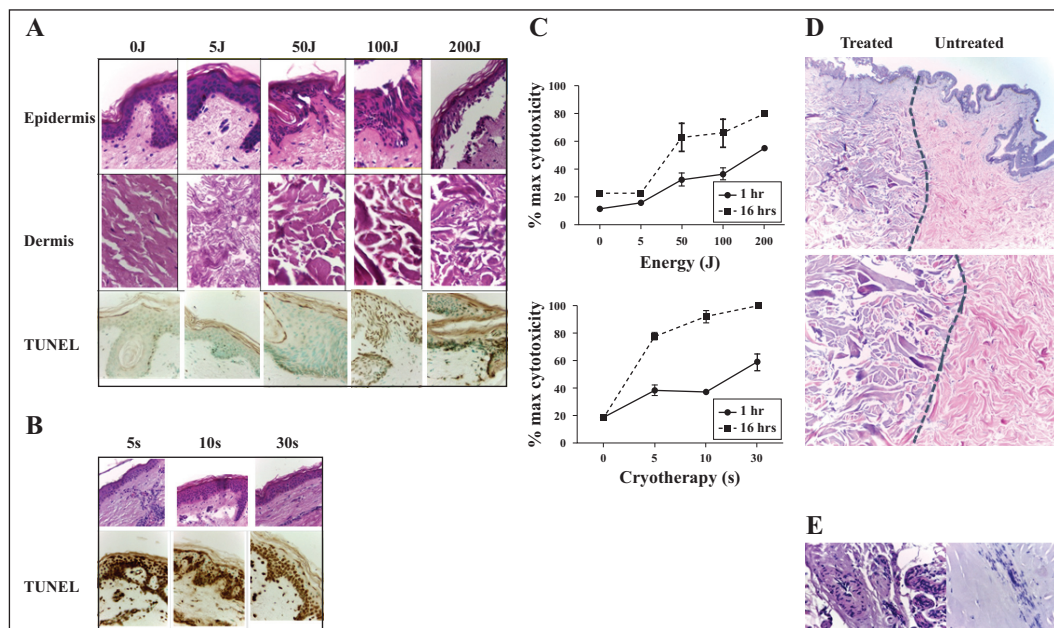 A
0J 5J 50J 100J 200J
Epidermis
Dermis
TUNEL
B
5s 10s 30s
TUNEL
C
% max cytotoxicity
100
80
60
40
20
0
1 hr
16 hrs
0 5 50 100 200
Energy (J)
% max cytotoxicity
100
80
60
40
20
0
1 hr
16 hrs
0 5 10 30
Cryotherapy (s)
D
Treated Untreated
E